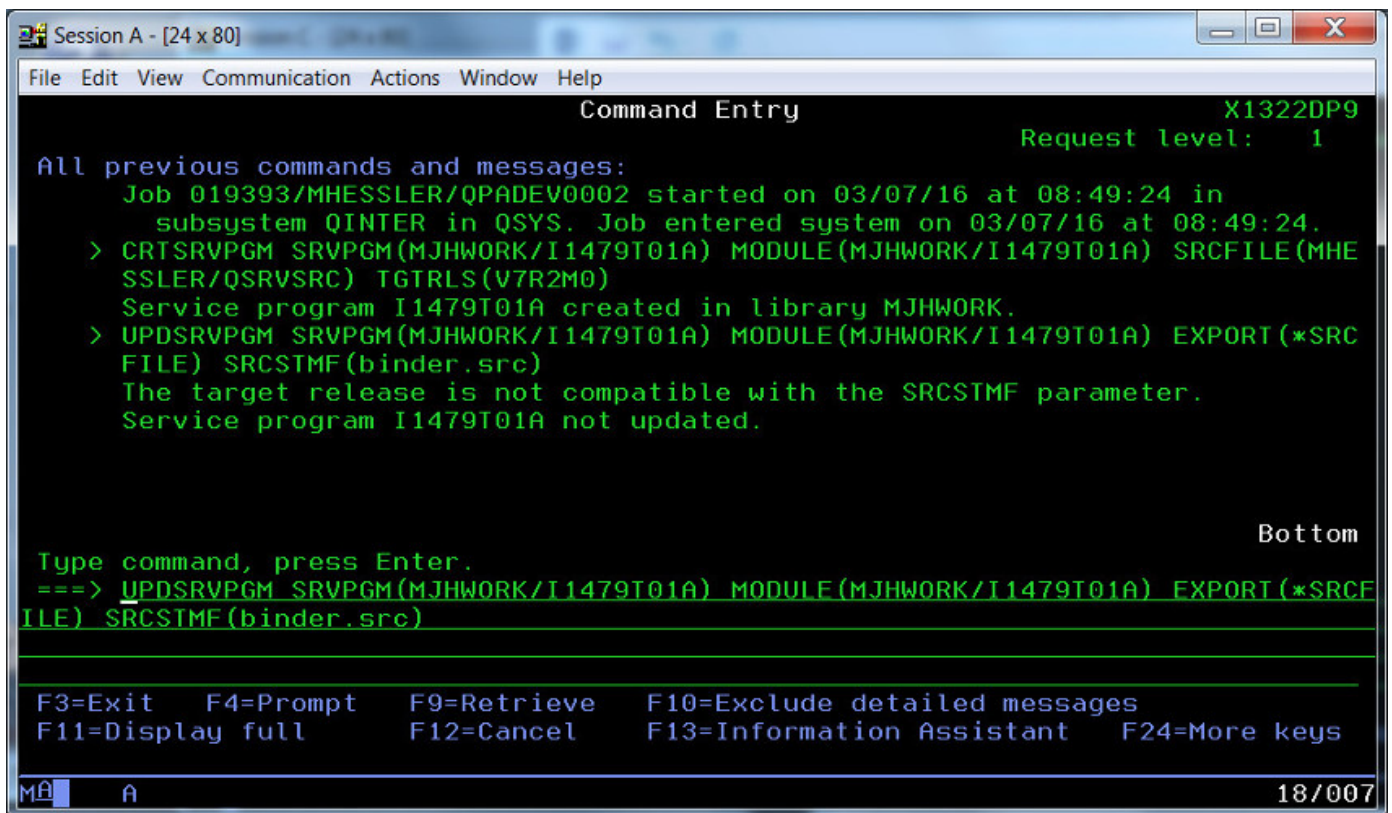 Session A - [24 x 80]
File Edit View Communication Actions Window Help
Command Entry X1322DP9
Request level: 1
All previous commands and messages:
Job 019393/MHESSLER/QPADEV0002 started on 03/07/16 at 08:49:24 in
subsystem QINTER in QSYS. Job entered system on 03/07/16 at 08:49:24.
> CRTSRVPGM SRVPGM(MJHWORK/I1479T01A) MODULE(MJHWORK/I1479T01A) SRCFILE(MHE
SSLER/QSRVSRC) TGTRLS(V7R2M0)
Service program I1479T01A created in library MJHWORK.
> UPDSRVPGM SRVPGM(MJHWORK/I1479T01A) MODULE(MJHWORK/I1479T01A) EXPORT(*SRC
FILE) SRCSTMF(binder.src)
The target release is not compatible with the SRCSTMF parameter.
Service program I1479T01A not updated.
Bottom
Type command, press Enter.
===> UPDSRVPGM SRVPGM(MJHWORK/I1479T01A) MODULE(MJHWORK/I1479T01A) EXPORT(*SRCF
ILE) SRCSTMF(binder.src)
F3=Exit F4=Prompt F9=Retrieve F10=Exclude detailed messages
F11=Display full F12=Cancel F13=Information Assistant F24=More keys
MA A 18/007